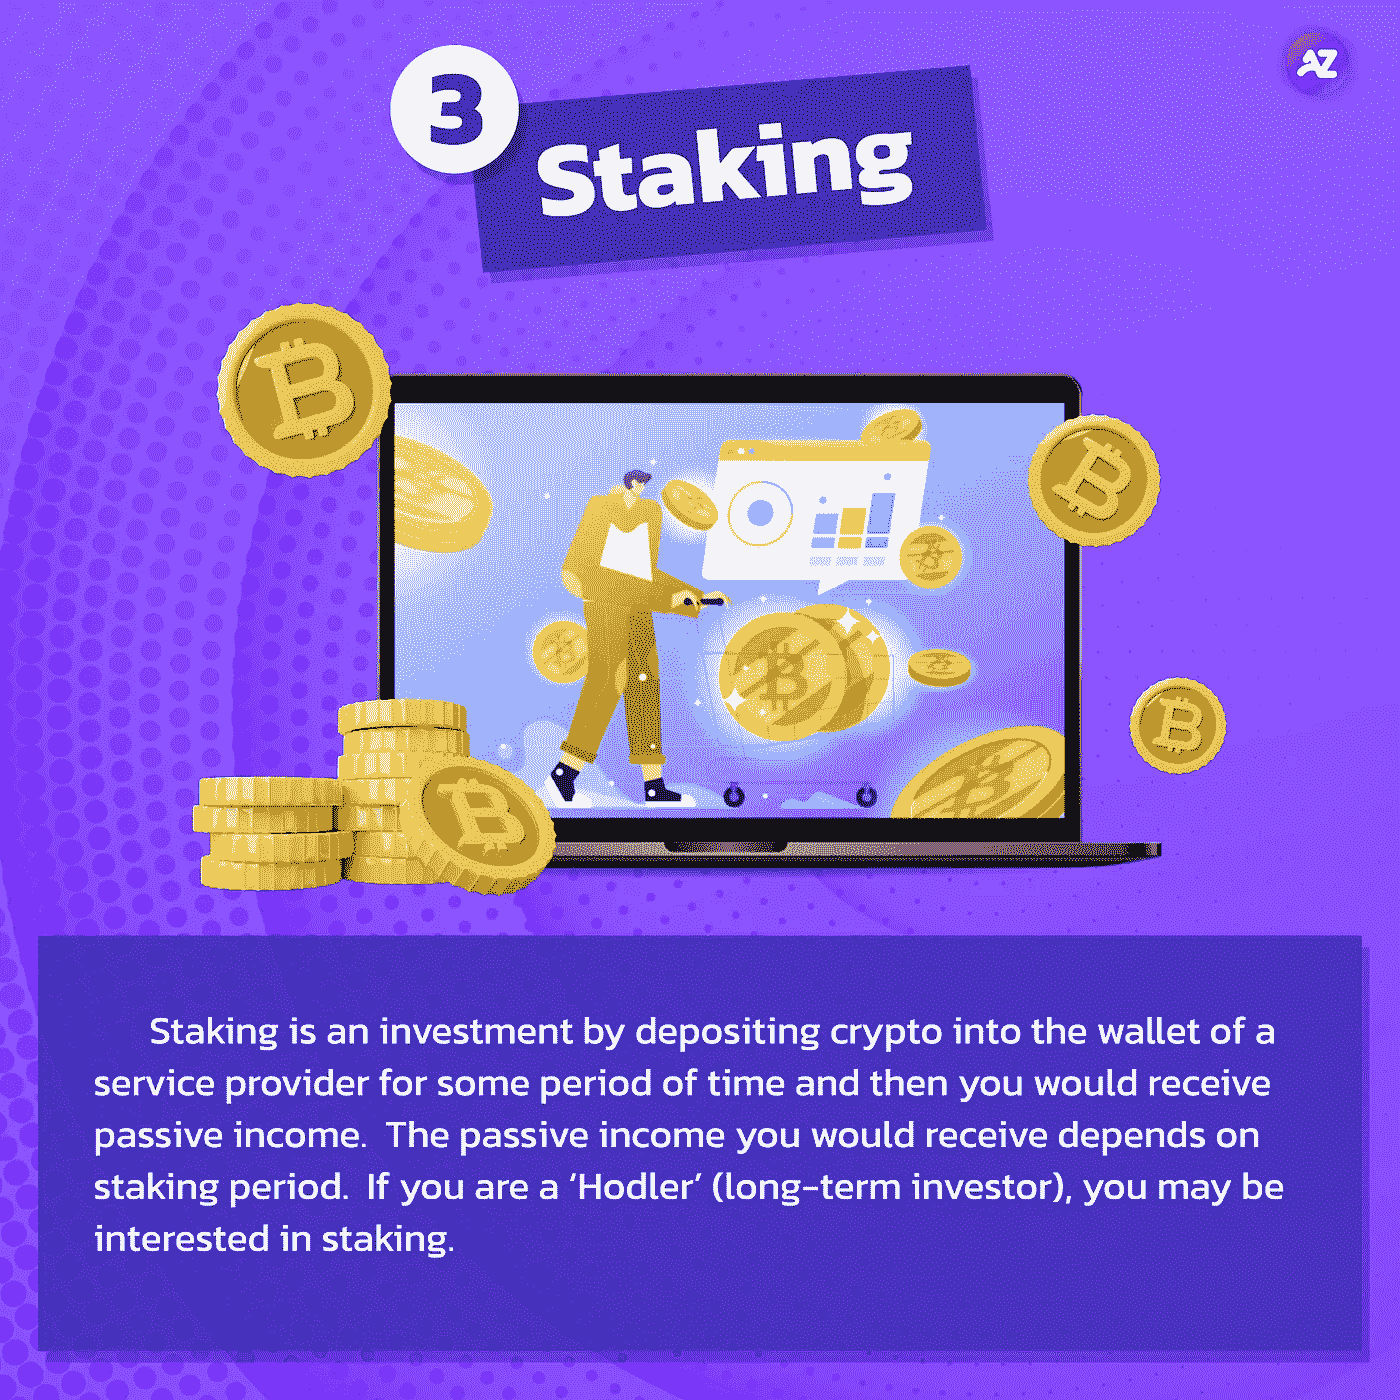 3
Staking
AZ
Staking is an investment by depositing crypto into the wallet of a
service provider for some period of time and then you would receive
passive income.  The passive income you would receive depends on
staking period.  If you are a ‘Hodler’ (long-term investor), you may be
interested in staking.